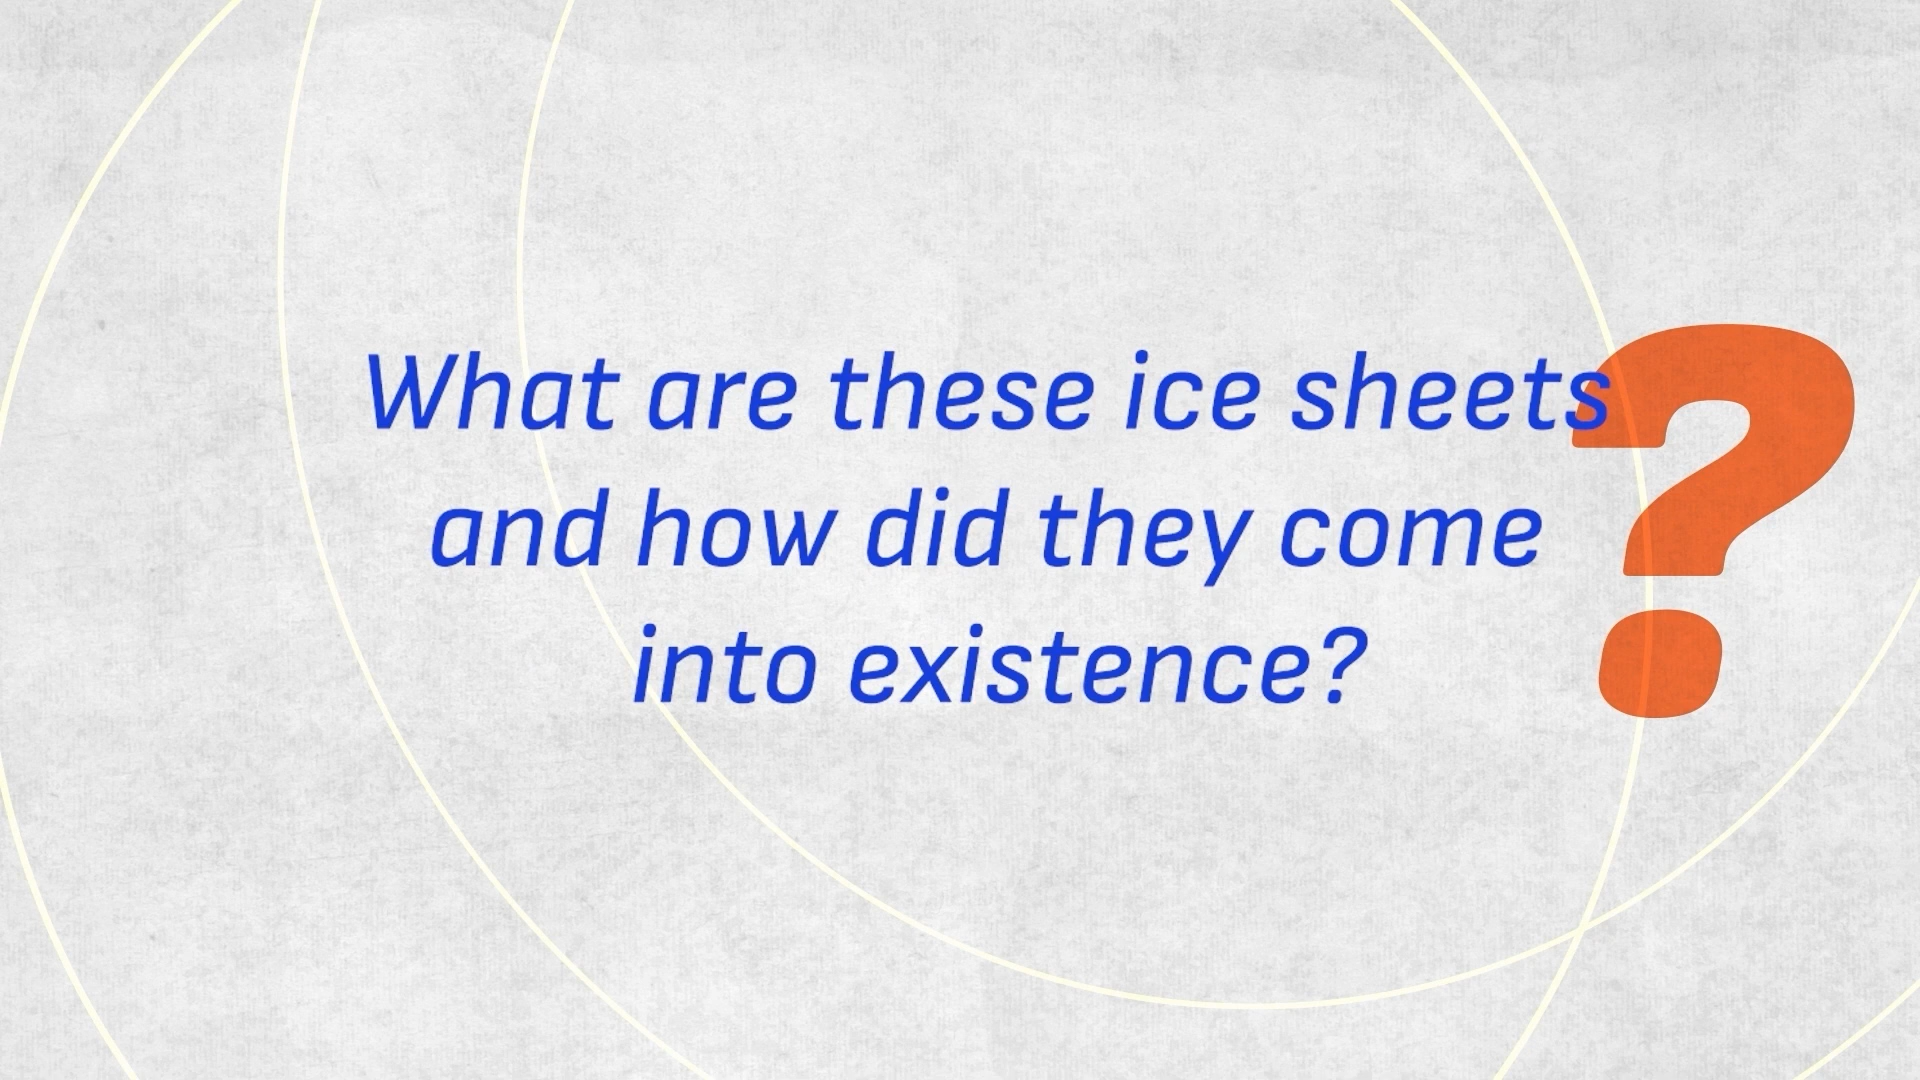 What are these ice sheets
and how did they come
into existence?
?